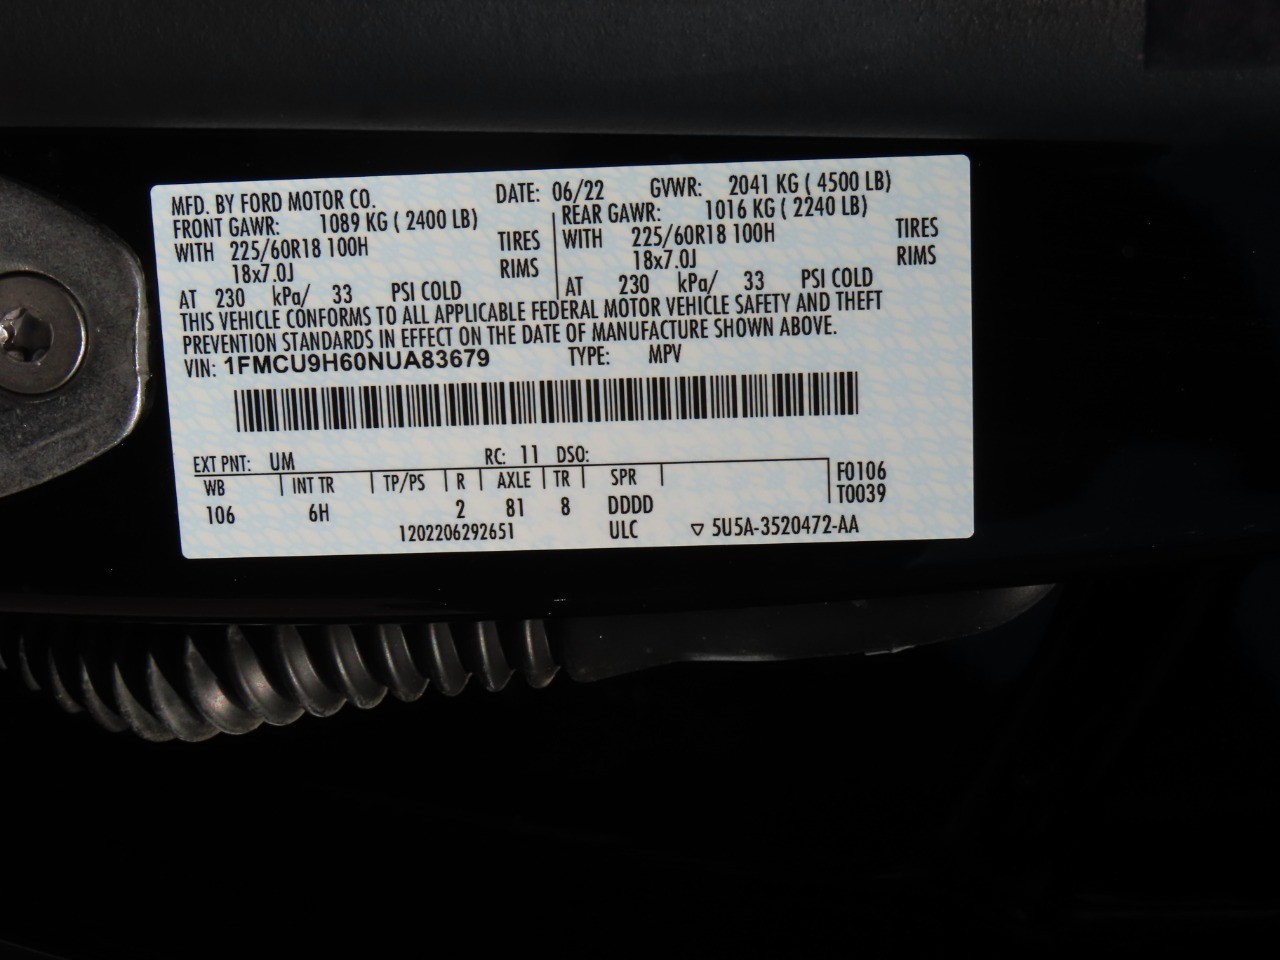 MFD. BY FORD MOTOR CO. DATE: 06/22 GVWR: 2041 KG ( 4500 LB)
FRONT GAWR: 1089 KG ( 2400 LB) REAR GAWR: 1016 KG ( 2240 LB)
WITH 225/60R18 100H TIRES WITH 225/60R18 100H TIRES
18x7.0J RIMS 18x7.0J RIMS
AT 230 kPa/ 33 PSI COLD AT 230 kPa/ 33 PSI COLD
THIS VEHICLE CONFORMS TO ALL APPLICABLE FEDERAL MOTOR VEHICLE SAFETY AND THEFT
PREVENTION STANDARDS IN EFFECT ON THE DATE OF MANUFACTURE SHOWN ABOVE.
VIN: 1FMCU9H60NUA83679 TYPE: MPV
EXT PNT: UM RC: 11 DSO:
WB INT TR TP/PS R AXLE TR SPR F0106
106 6H 2 81 8 DDDD T0039
1202206292651 ULC ▽ 5U5A-3520472-AA